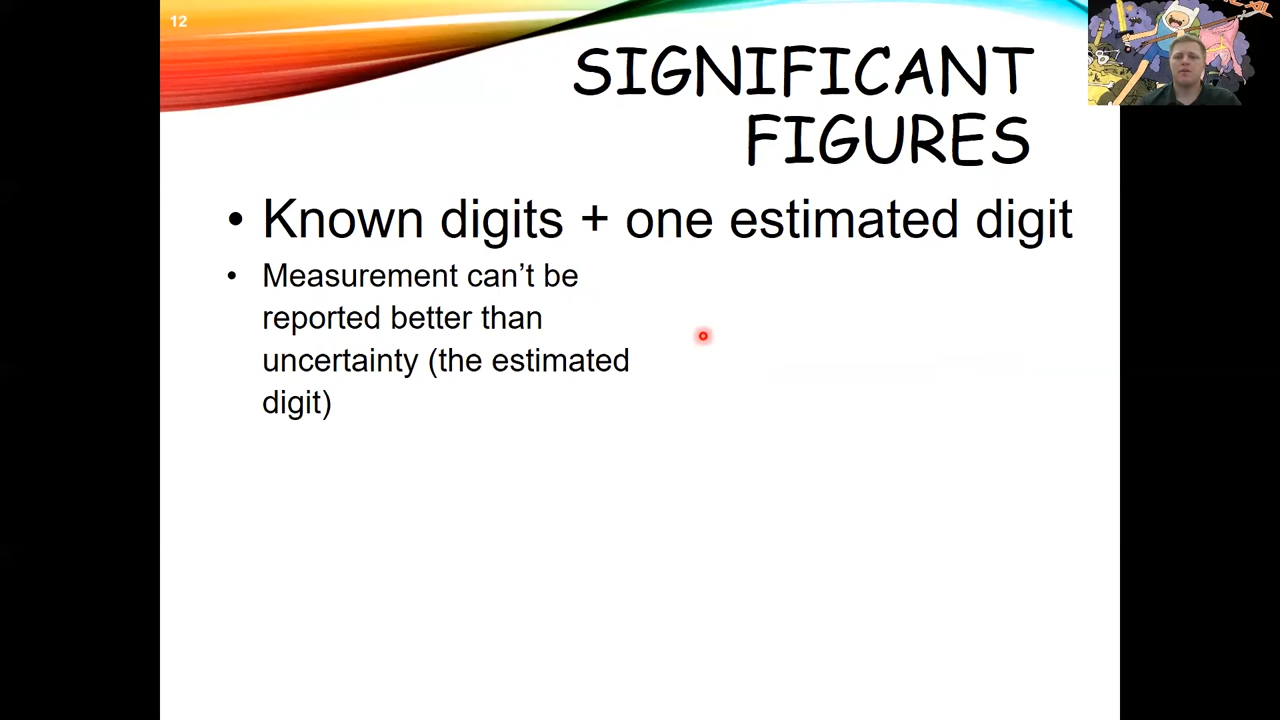 12
SIGNIFICANT
FIGURES
• Known digits + one estimated digit
• Measurement can’t be
reported better than
uncertainty (the estimated
digit)